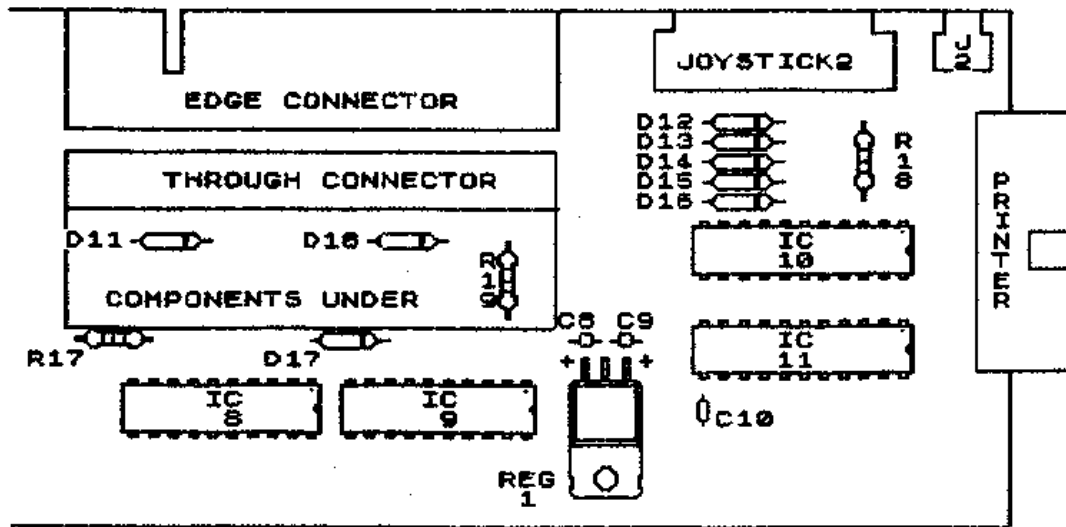 JOYSTICK2
J
2
EDGE CONNECTOR
D12
D13
D14
D15
D16
R
1
8
THROUGH CONNECTOR
PRINTER
D11
D18
R
1
9
IC
10
COMPONENTS UNDER
C8 C9
R17
D17
+ +
IC
11
IC
8
IC
9
C10
REG
1